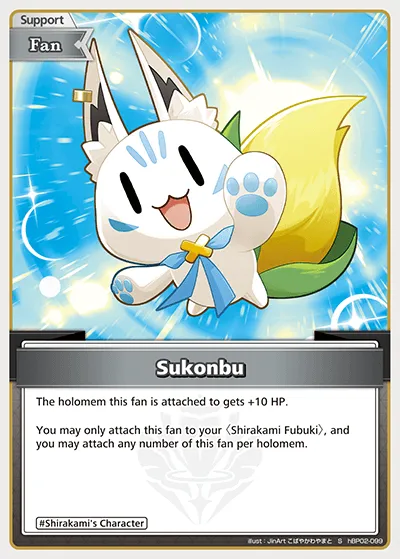 Support
Fan
Sukonbu
The holomem this fan is attached to gets +10 HP.
You may only attach this fan to your 〈Shirakami Fubuki〉, and
you may attach any number of this fan per holomem.
#Shirakami's Character
illust : JinArt こばやかわやまと S hBP02-099